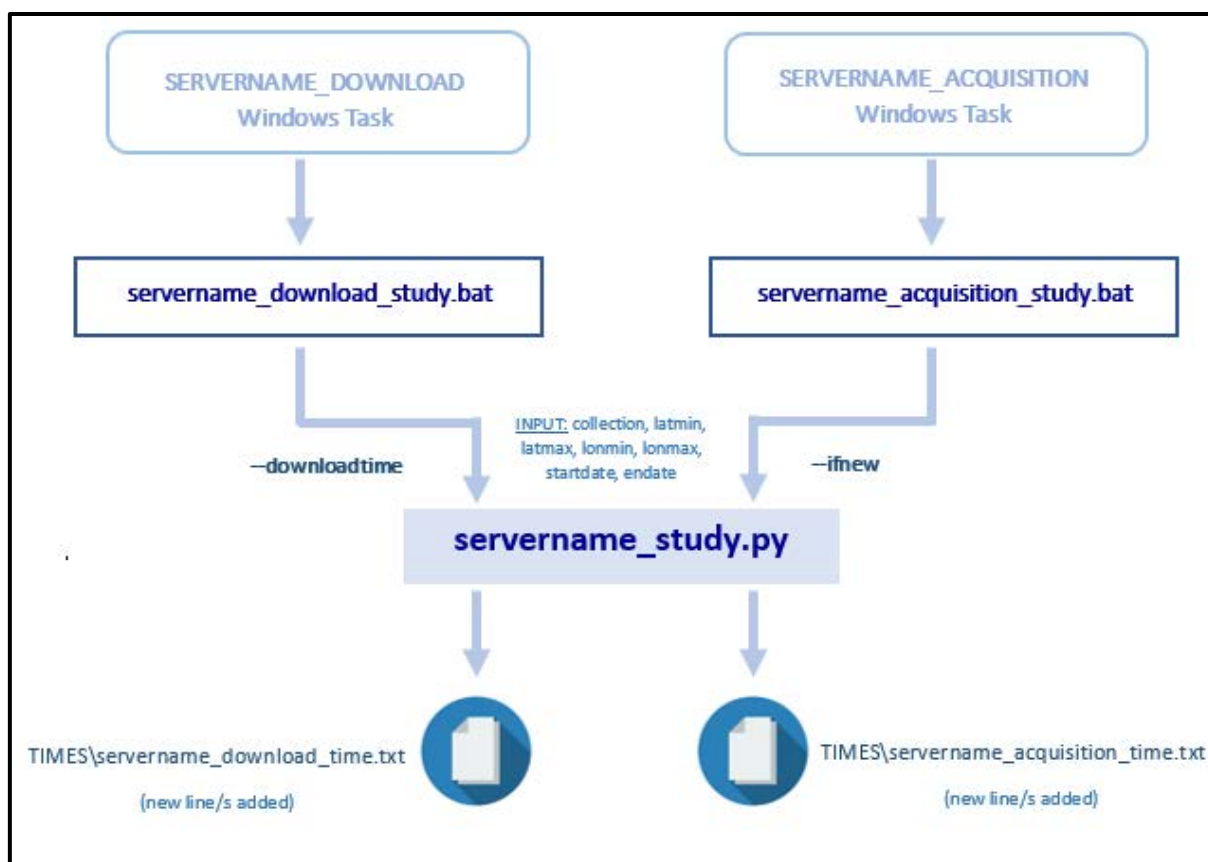 SERVERNAME_DOWNLOAD
Windows Task
SERVERNAME_ACQUISITION
Windows Task
servername_download_study.bat
servername_acquisition_study.bat
INPUT: collection, latmin,
latmax, lonmin, lonmax,
startdate, endate
--downloadtime
--ifnew
servername_study.py
TIMES\servername_download_time.txt
(new line/s added)
TIMES\servername_acquisition_time.txt
(new line/s added)